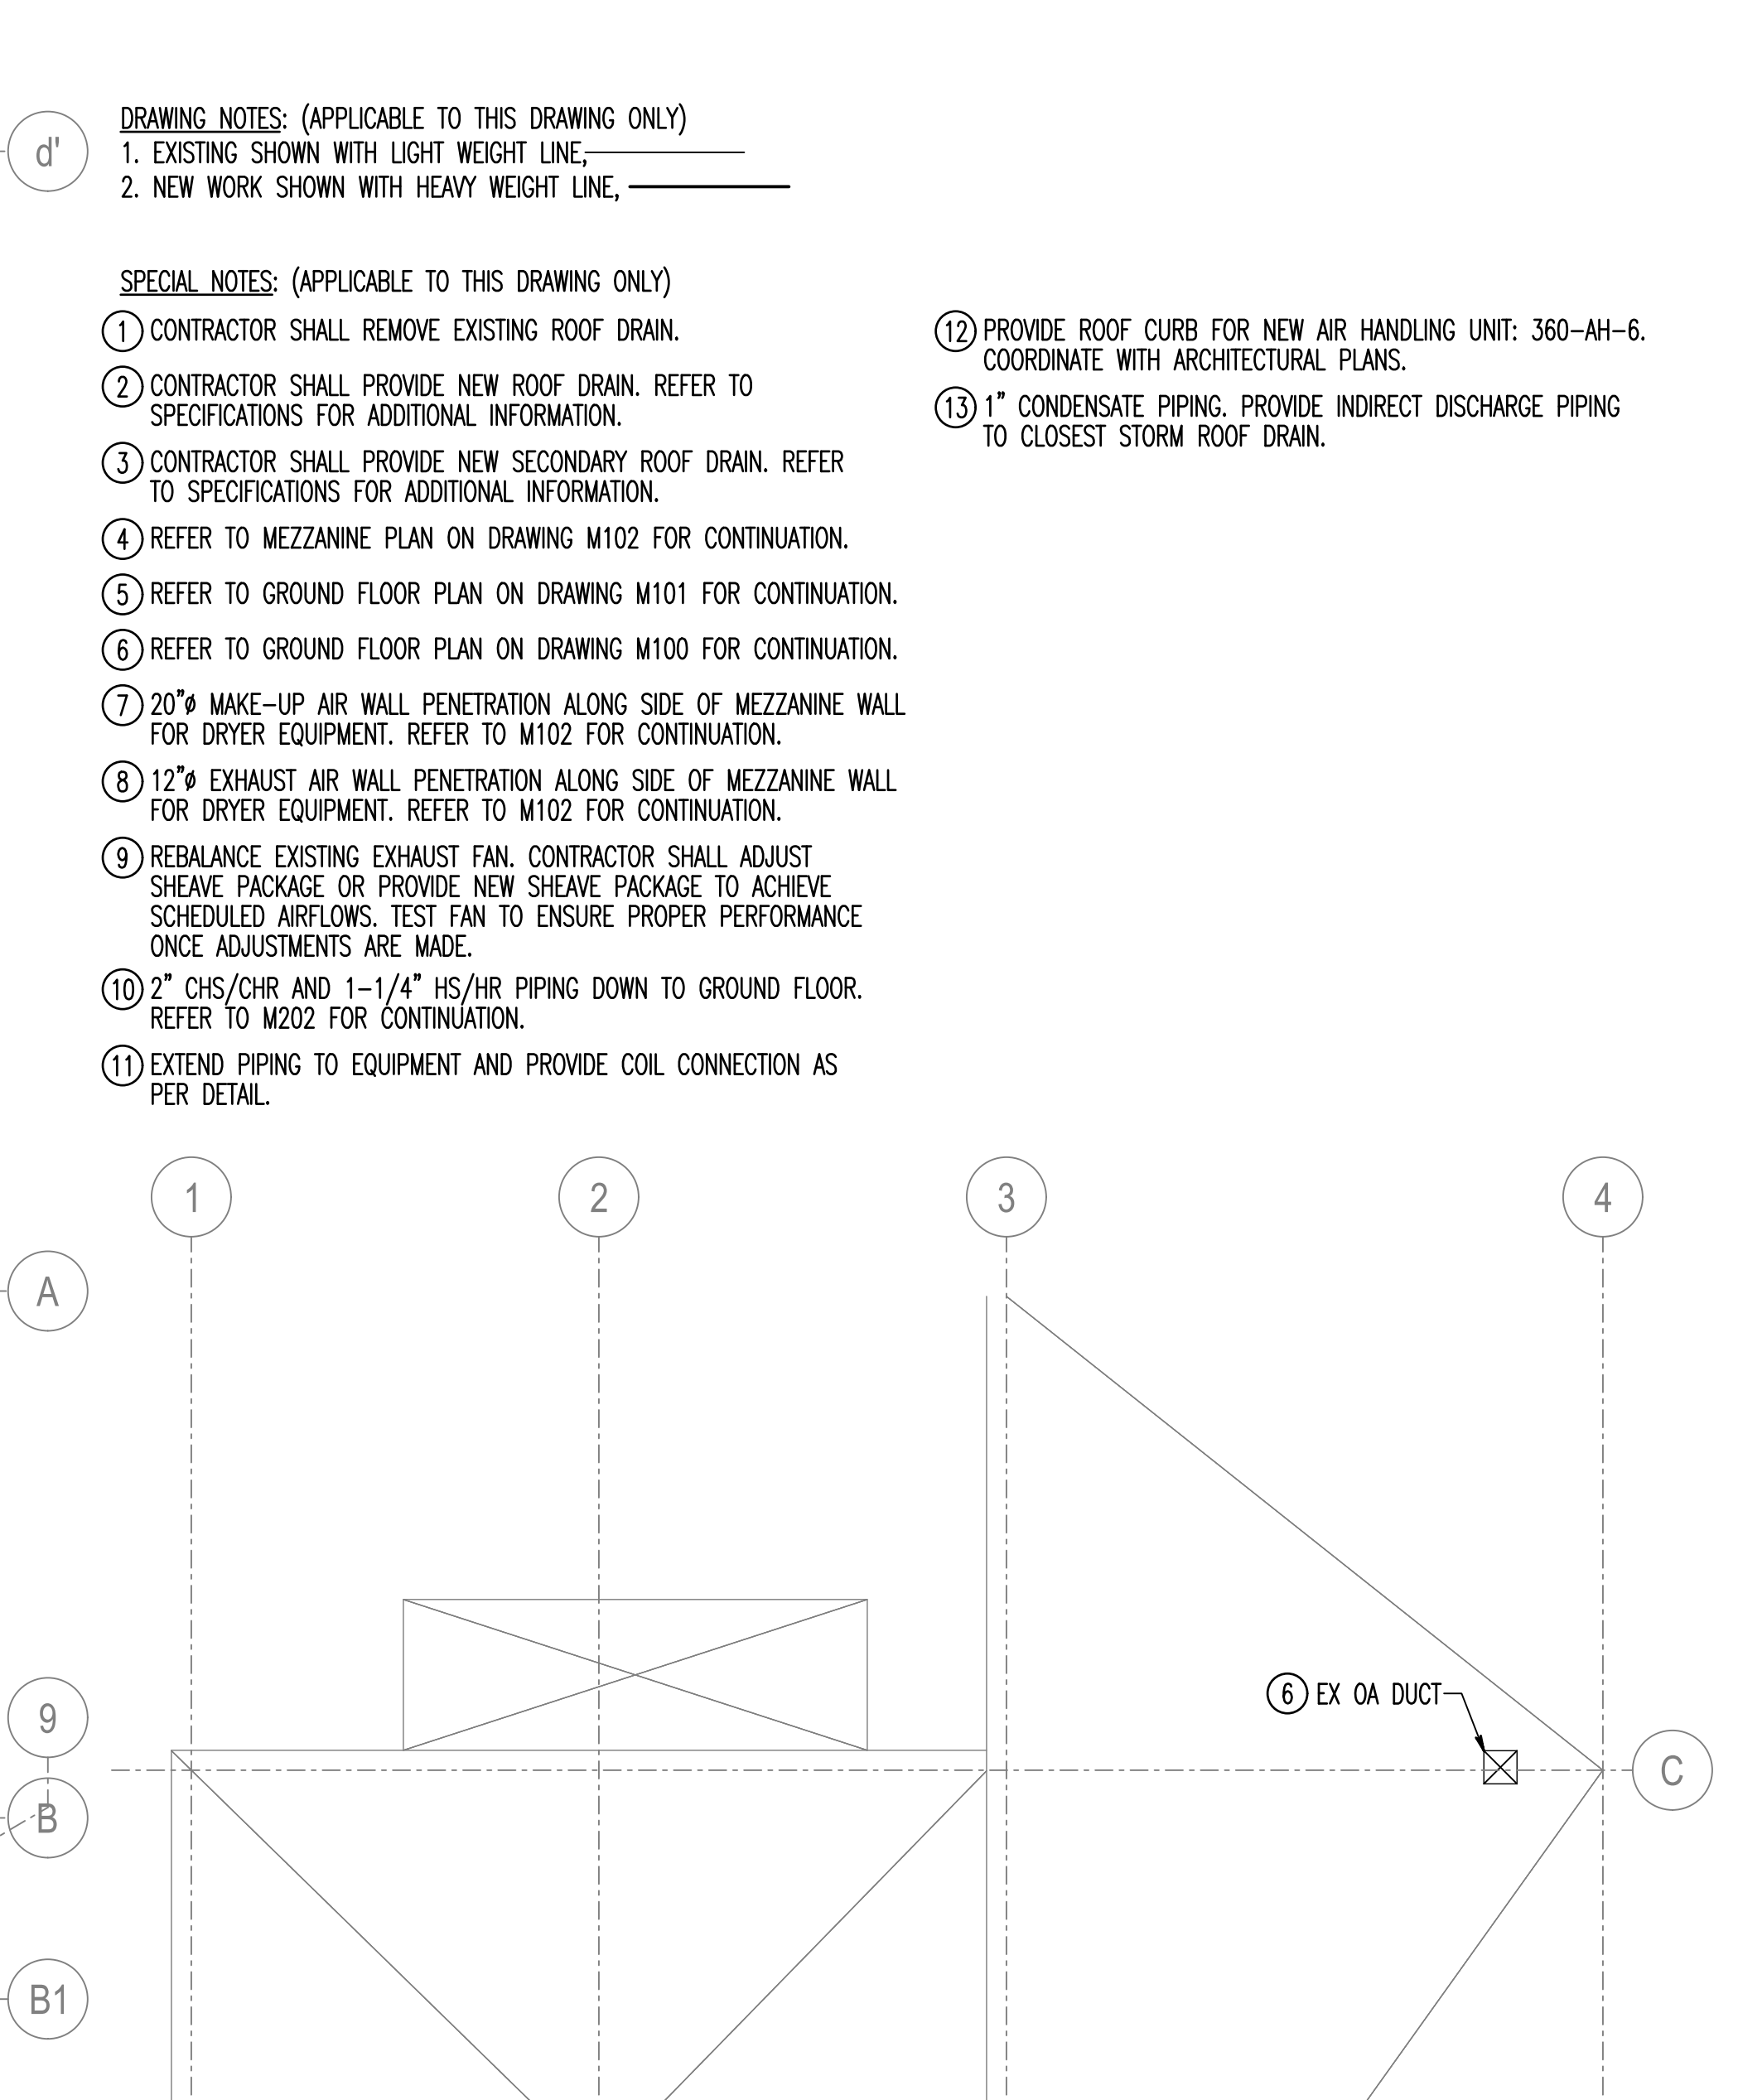 d'
DRAWING NOTES: (APPLICABLE TO THIS DRAWING ONLY)
1. EXISTING SHOWN WITH LIGHT WEIGHT LINE,
2. NEW WORK SHOWN WITH HEAVY WEIGHT LINE,
SPECIAL NOTES: (APPLICABLE TO THIS DRAWING ONLY)
1 CONTRACTOR SHALL REMOVE EXISTING ROOF DRAIN.
2 CONTRACTOR SHALL PROVIDE NEW ROOF DRAIN. REFER TO
SPECIFICATIONS FOR ADDITIONAL INFORMATION.
3 CONTRACTOR SHALL PROVIDE NEW SECONDARY ROOF DRAIN. REFER
TO SPECIFICATIONS FOR ADDITIONAL INFORMATION.
4 REFER TO MEZZANINE PLAN ON DRAWING M102 FOR CONTINUATION.
5 REFER TO GROUND FLOOR PLAN ON DRAWING M101 FOR CONTINUATION.
6 REFER TO GROUND FLOOR PLAN ON DRAWING M100 FOR CONTINUATION.
7 20"ø MAKE-UP AIR WALL PENETRATION ALONG SIDE OF MEZZANINE WALL
FOR DRYER EQUIPMENT. REFER TO M102 FOR CONTINUATION.
8 12"ø EXHAUST AIR WALL PENETRATION ALONG SIDE OF MEZZANINE WALL
FOR DRYER EQUIPMENT. REFER TO M102 FOR CONTINUATION.
9 REBALANCE EXISTING EXHAUST FAN. CONTRACTOR SHALL ADJUST
SHEAVE PACKAGE OR PROVIDE NEW SHEAVE PACKAGE TO ACHIEVE
SCHEDULED AIRFLOWS. TEST FAN TO ENSURE PROPER PERFORMANCE
ONCE ADJUSTMENTS ARE MADE.
10 2" CHS/CHR AND 1-1/4" HS/HR PIPING DOWN TO GROUND FLOOR.
REFER TO M202 FOR CONTINUATION.
11 EXTEND PIPING TO EQUIPMENT AND PROVIDE COIL CONNECTION AS
PER DETAIL.
12 PROVIDE ROOF CURB FOR NEW AIR HANDLING UNIT: 360-AH-6.
COORDINATE WITH ARCHITECTURAL PLANS.
13 1" CONDENSATE PIPING. PROVIDE INDIRECT DISCHARGE PIPING
TO CLOSEST STORM ROOF DRAIN.
1
2
3
4
A
6 EX OA DUCT
9
C
B
B1